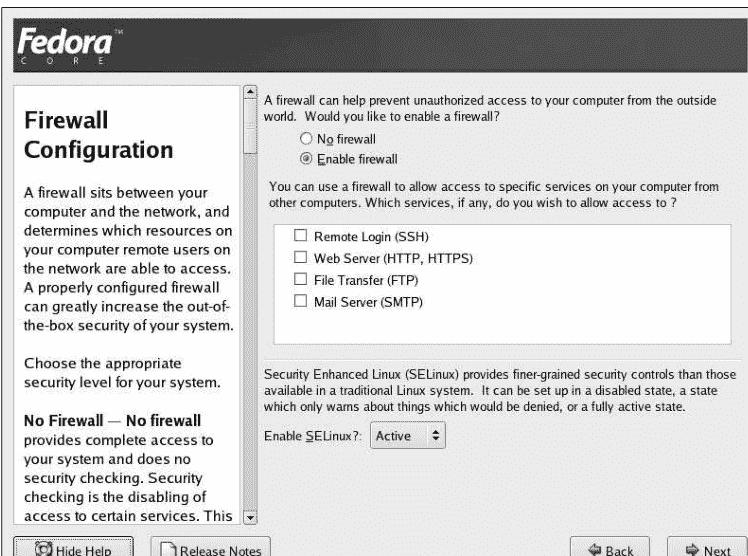 Fedora™
CORE
Firewall
Configuration
A firewall sits between your
computer and the network, and
determines which resources on
your computer remote users on
the network are able to access.
A properly configured firewall
can greatly increase the out-of-
the-box security of your system.
Choose the appropriate
security level for your system.
No Firewall — No firewall
provides complete access to
your system and does no
security checking. Security
checking is the disabling of
access to certain services. This
A firewall can help prevent unauthorized access to your computer from the outside
world. Would you like to enable a firewall?
No firewall
Enable firewall
You can use a firewall to allow access to specific services on your computer from
other computers. Which services, if any, do you wish to allow access to ?
Remote Login (SSH)
Web Server (HTTP, HTTPS)
File Transfer (FTP)
Mail Server (SMTP)
Security Enhanced Linux (SELinux) provides finer-grained security controls than those
available in a traditional Linux system. It can be set up in a disabled state, a state
which only warns about things which would be denied, or a fully active state.
Enable SELinux?: Active
Hide Help
Release Notes
Back
Next